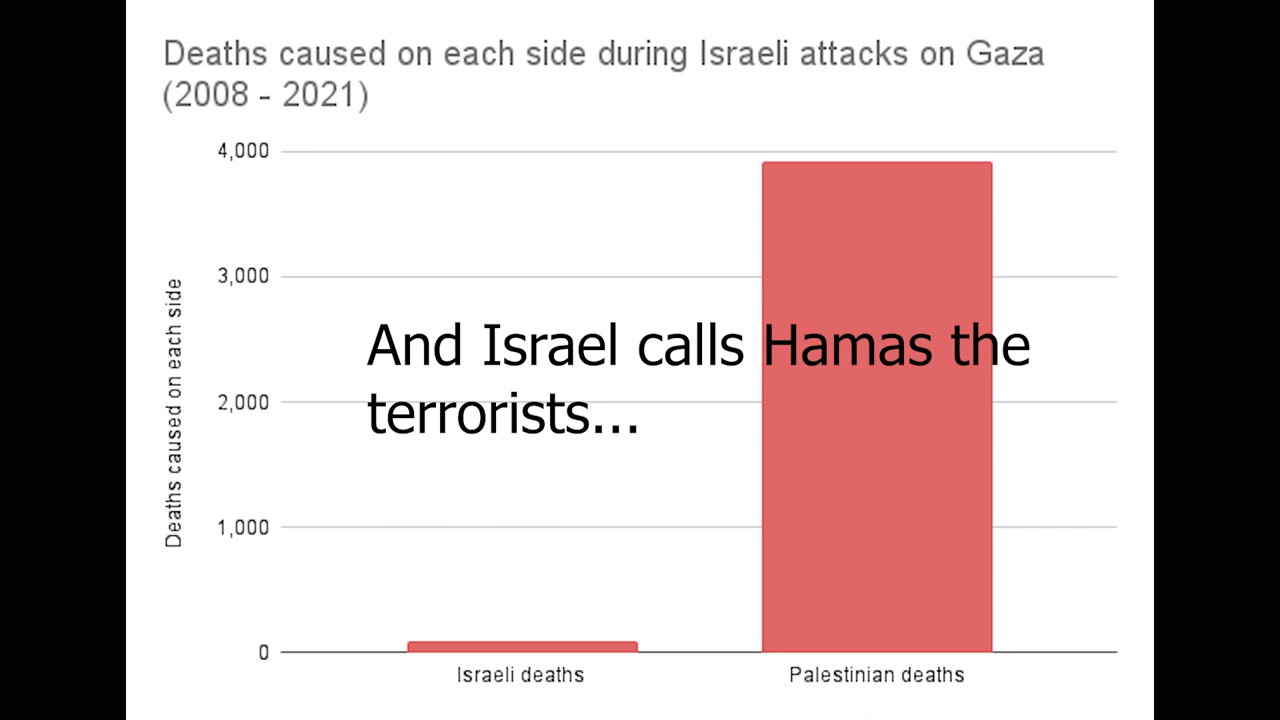 Deaths caused on each side during Israeli attacks on Gaza
(2008 - 2021)
4,000
3,000
2,000
1,000
0
Deaths caused on each side
And Israel calls Hamas the
terrorists...
Israeli deaths
Palestinian deaths